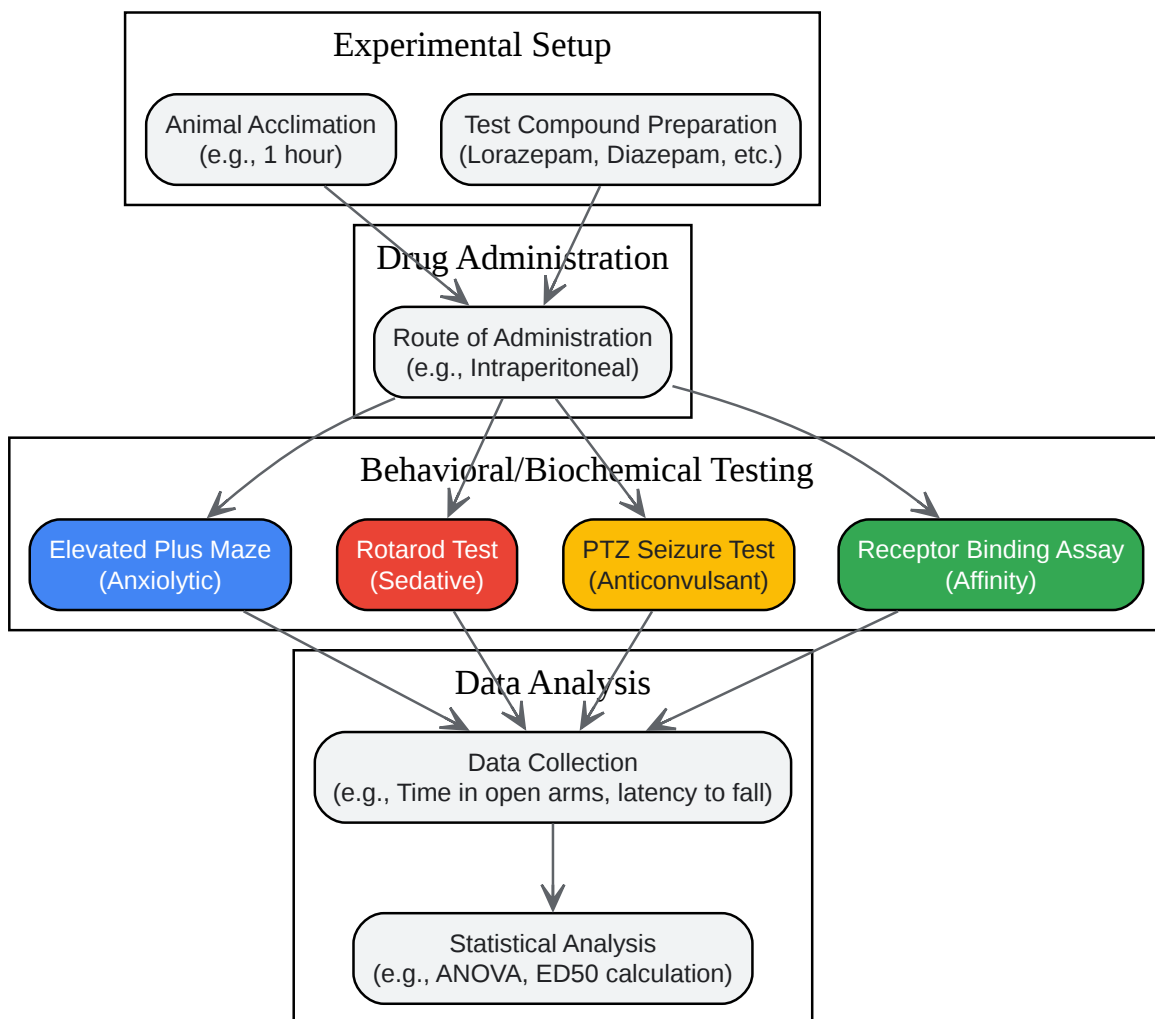 Experimental Setup
Animal Acclimation
(e.g., 1 hour)
Test Compound Preparation
(Lorazepam, Diazepam, etc.)
Drug Administration
Route of Administration
(e.g., Intraperitoneal)
Behavioral/Biochemical Testing
Elevated Plus Maze
(Anxiolytic)
Rotarod Test
(Sedative)
PTZ Seizure Test
(Anticonvulsant)
Receptor Binding Assay
(Affinity)
Data Analysis
Data Collection
(e.g., Time in open arms, latency to fall)
Statistical Analysis
(e.g., ANOVA, ED50 calculation)